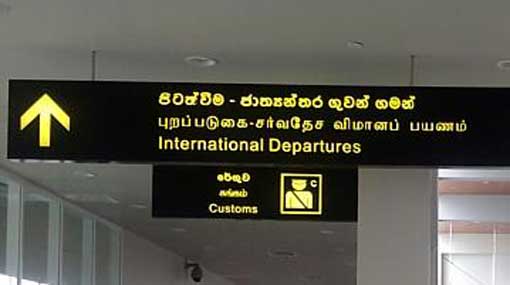 පිටත්වීම - ජාත්‍යන්තර ගුවන් ගමන්
புறப்படுகை-சர்வதேச விமானப் பயணம்
International Departures
රේගුව
சுங்கம்
Customs
C